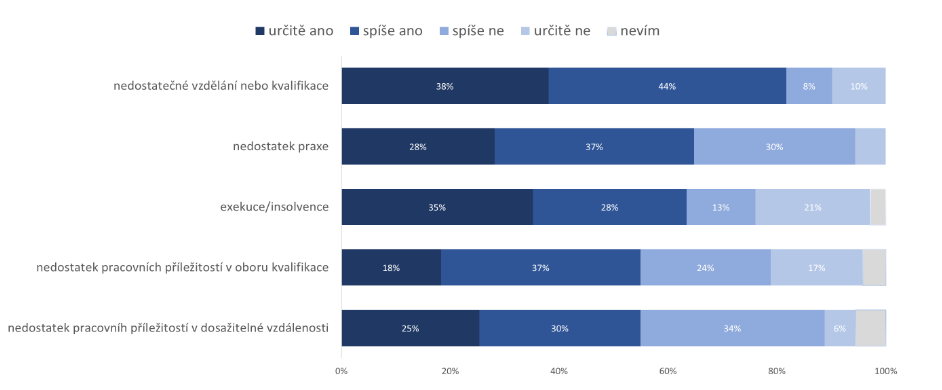 určitě ano spíše ano spíše ne určitě ne nevím
nedostatečné vzdělání nebo kvalifikace 38% 44% 8% 10%
nedostatek praxe 28% 37% 30%
exekuce/insolvence 35% 28% 13% 21%
nedostatek pracovních příležitostí v oboru kvalifikace 18% 37% 24% 17%
nedostatek pracovníh příležitostí v dosažitelné vzdálenosti 25% 30% 34% 6%
0% 20% 40% 60% 80% 100%